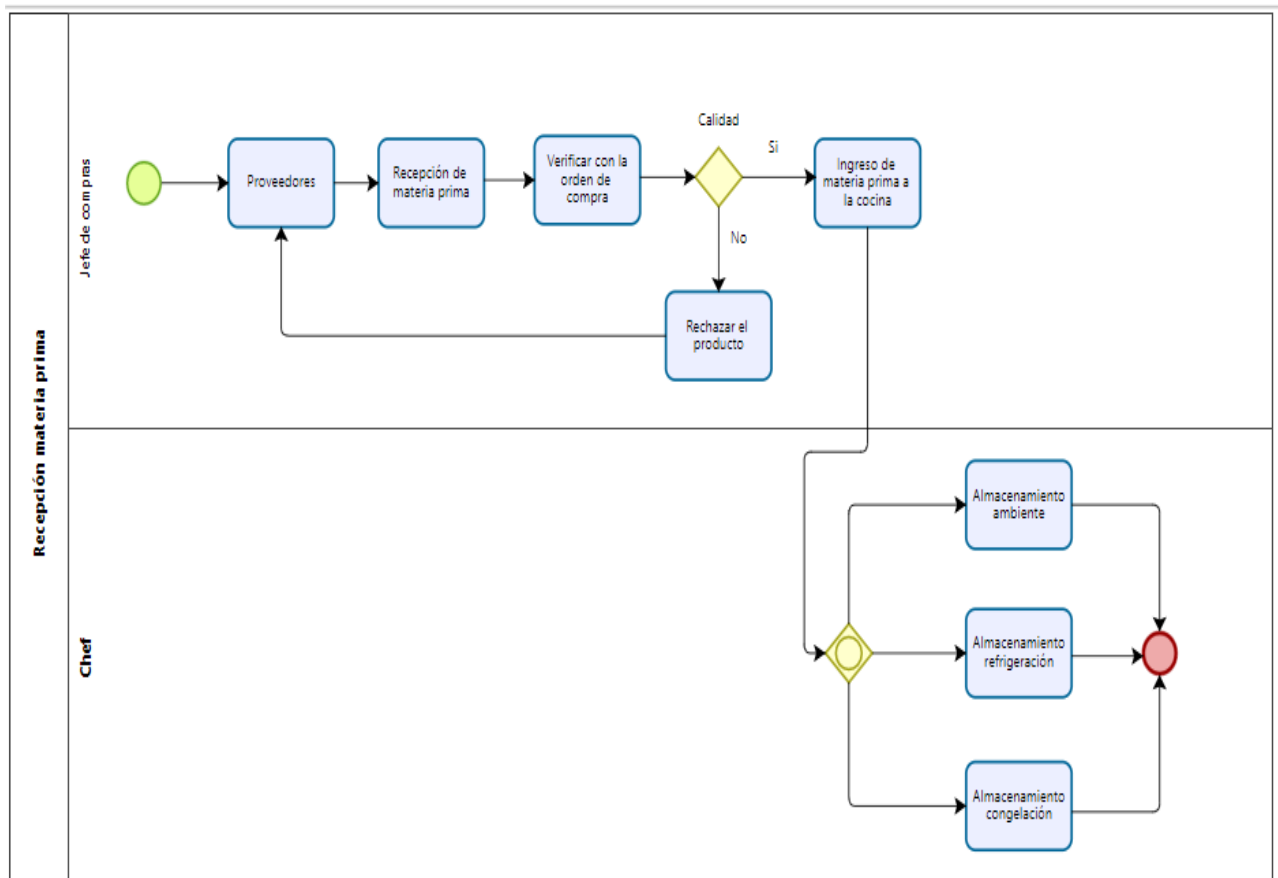 Recepción materia prima
Jefe de compras
Proveedores
Recepción de
materia prima
Verificar con la
orden de
compra
Calidad
Si
Ingreso de
materia prima a
la cocina
No
Rechazar el
producto
Chef
Almacenamiento
ambiente
Almacenamiento
refrigeración
Almacenamiento
congelación